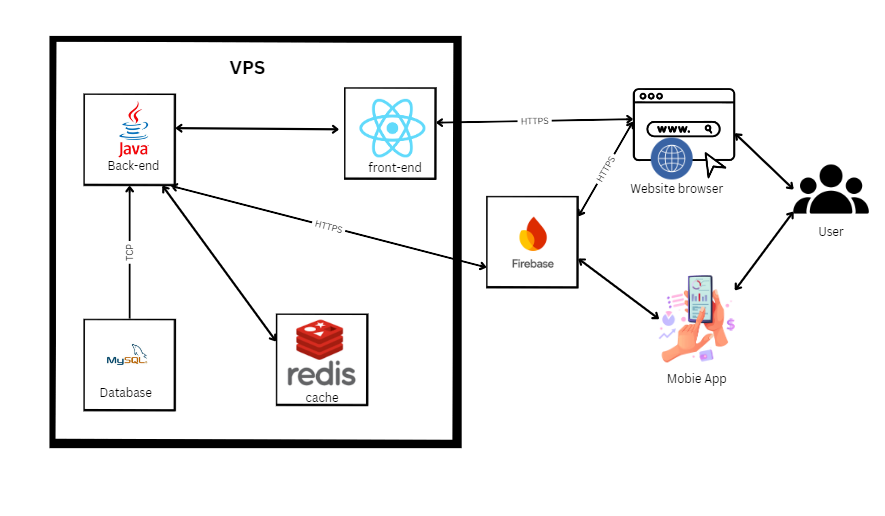 VPS
Java
Back-end
front-end
HTTPS
www.
Website browser
HTTPS
User
HTTPS
Firebase
TCP
MySQL
Database
redis
cache
Mobie App